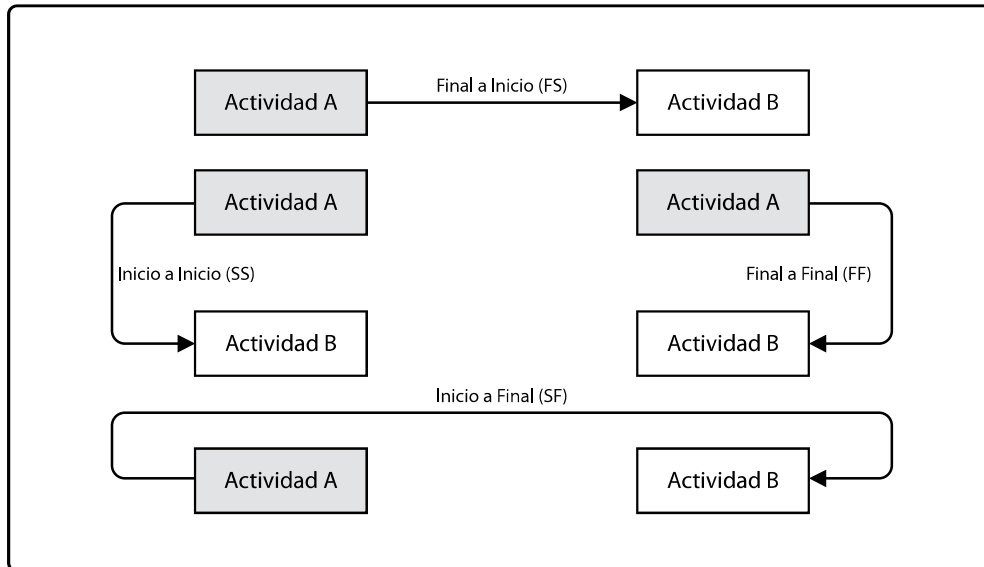 Actividad A
Final a Inicio (FS)
Actividad B
Actividad A
Actividad A
Inicio a Inicio (SS)
Final a Final (FF)
Actividad B
Actividad B
Inicio a Final (SF)
Actividad A
Actividad B